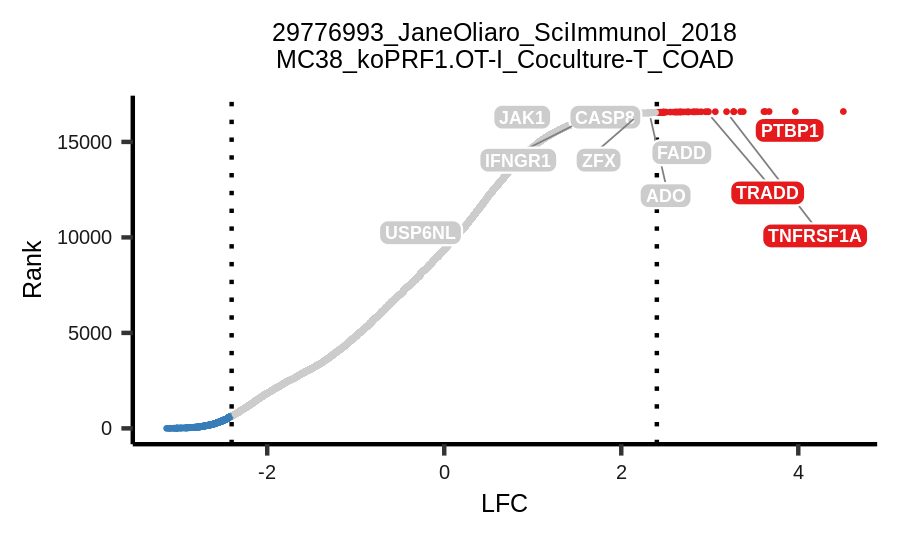 29776993_JaneOliaro_SciImmunol_2018
MC38_koPRF1.OT-I_Coculture-T_COAD
JAK1
CASP8
PTBP1
15000
IFNGR1
ZFX
FADD
ADO
TRADD
USP6NL
10000
TNFRSF1A
Rank
5000
0
-2
0
2
4
LFC